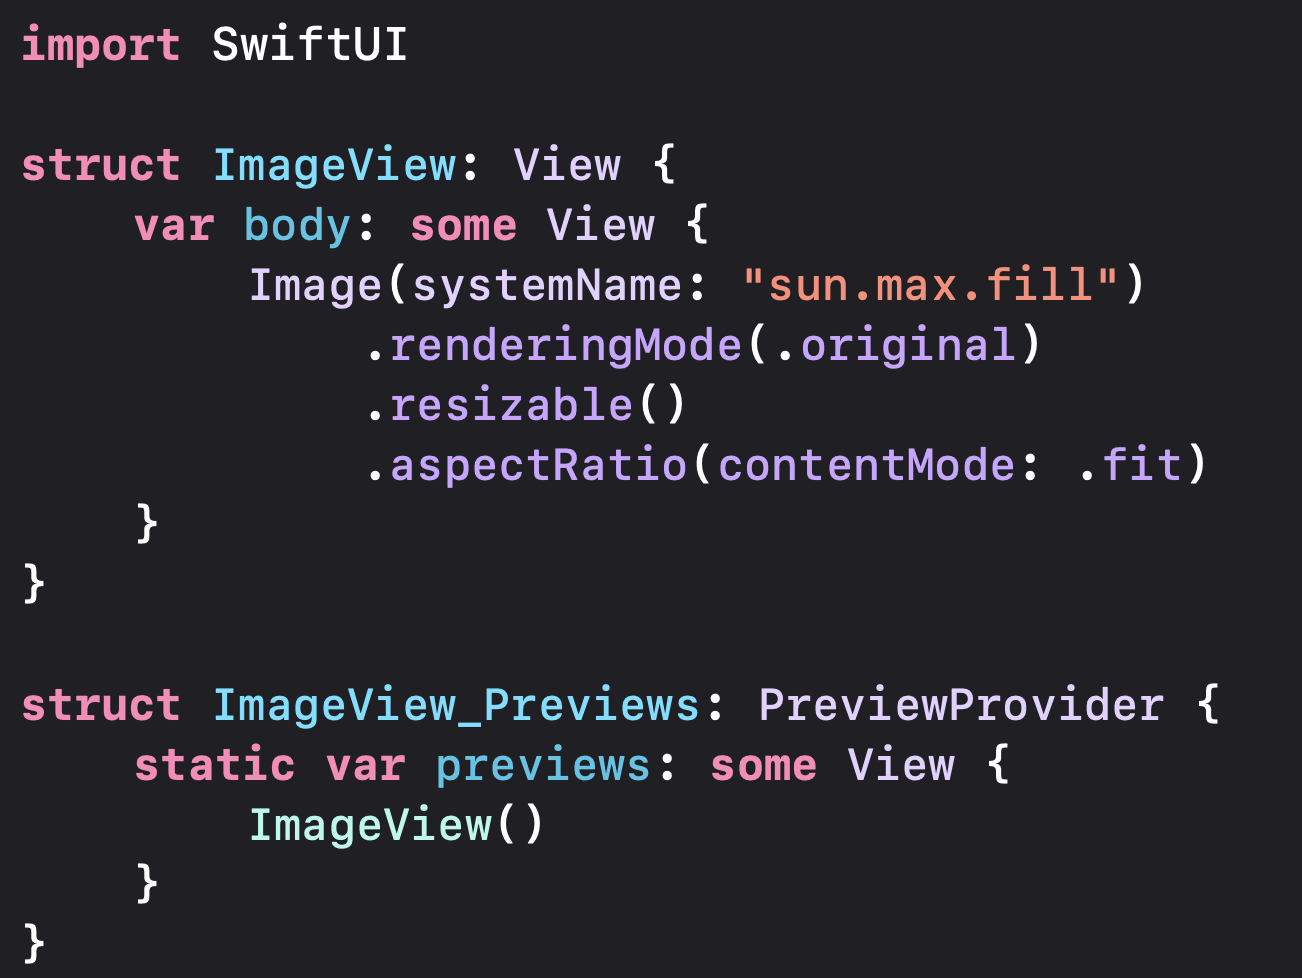 import SwiftUI

struct ImageView: View {
    var body: some View {
        Image(systemName: "sun.max.fill")
            .renderingMode(.original)
            .resizable()
            .aspectRatio(contentMode: .fit)
    }
}

struct ImageView_Previews: PreviewProvider {
    static var previews: some View {
        ImageView()
    }
}